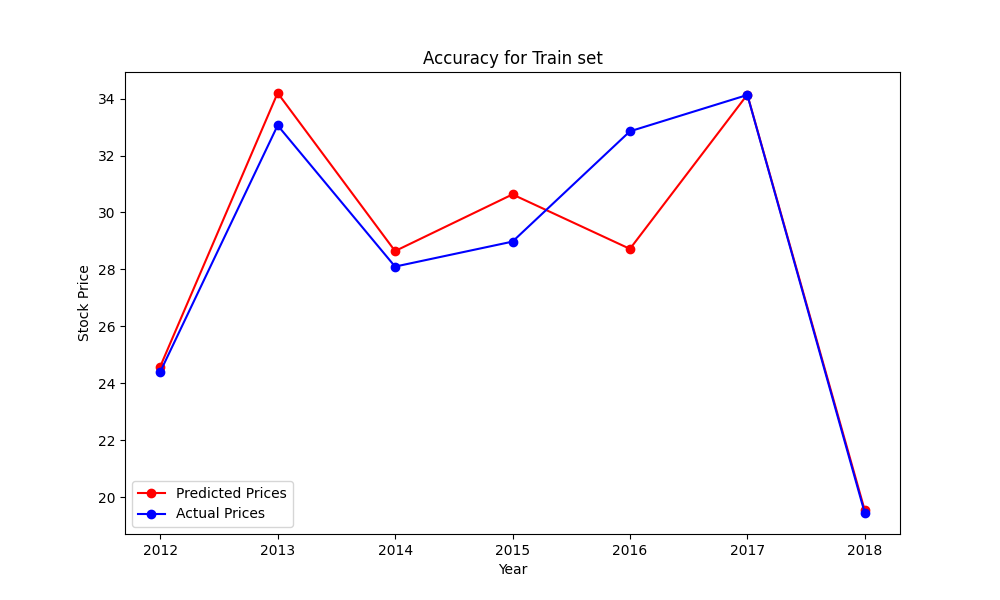 Accuracy for Train set
Stock Price
34
32
30
28
26
24
22
20
Predicted Prices
Actual Prices
2012 2013 2014 2015 2016 2017 2018
Year